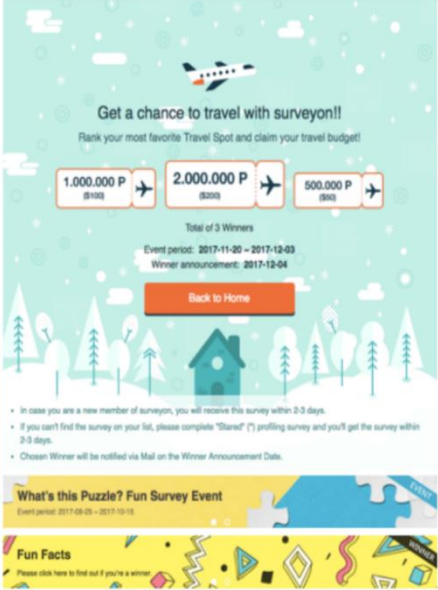 Get a chance to travel with surveyon!!
Rank your most favorite Travel Spot and claim your travel budget!
1.000.000 P
($100)
2.000.000 P
($200)
500.000 P
($50)
Total of 3 Winners
Event period: 2017-11-20 ~ 2017-12-03
Winner announcement: 2017-12-04
Back to Home
• In case you are a new member of surveyon, you will receive this survey within 2-3 days.
• If you can't find the survey on your list, please complete "Stared" (*) profiling survey and you'll get the survey within
2-3 days.
• Chosen Winner will be notified via Mail on the Winner Announcement Date.
What's this Puzzle? Fun Survey Event
Event period: 2017-09-25 ~ 2017-10-15
EVENT
Fun Facts
Please click here to find out if you're a winner.
WINNER